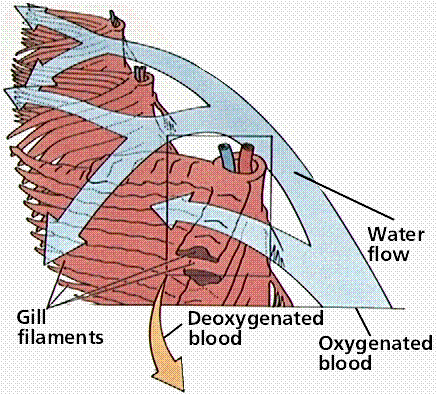 Water
flow
Gill
filaments
Deoxygenated
blood
Oxygenated
blood